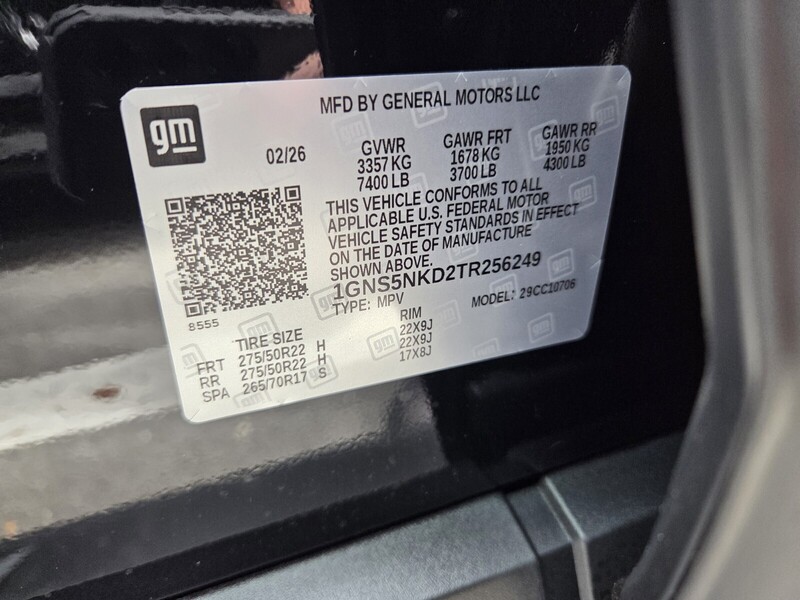 MFD BY GENERAL MOTORS LLC
gm
02/26
GVWR GAWR FRT GAWR RR
3357 KG 1678 KG 1950 KG
7400 LB 3700 LB 4300 LB
THIS VEHICLE CONFORMS TO ALL
APPLICABLE U.S. FEDERAL MOTOR
VEHICLE SAFETY STANDARDS IN EFFECT
ON THE DATE OF MANUFACTURE
SHOWN ABOVE.
1GNS5NKD2TR256249
TYPE: MPV MODEL: 29CC10706
8555
TIRE SIZE RIM
FRT 275/50R22 H 22X9J
RR 275/50R22 H 22X9J
SPA 265/70R17 S 17X8J